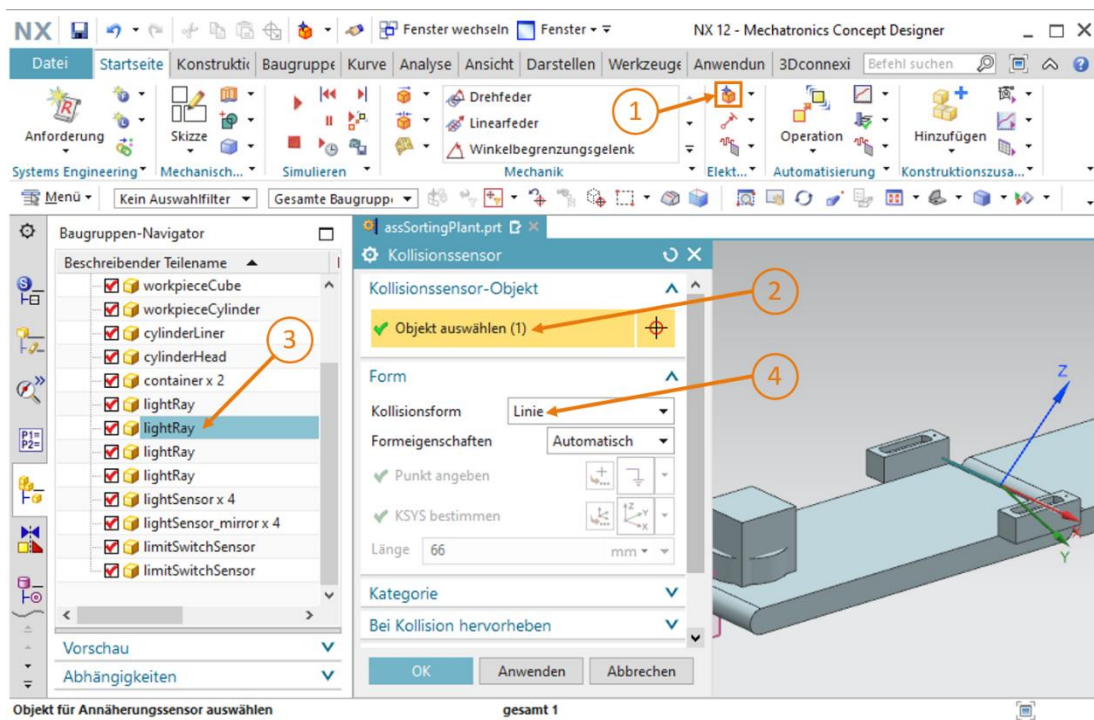 NX Fenster wechseln Fenster NX 12 - Mechatronics Concept Designer
Datei Startseite Konstruktic Baugruppe Kurve Analyse Ansicht Darstellen Werkzeuge Anwendun 3Dconnexi Befehl suchen
Drehfeder
1
Linearfeder
Anforderung Skizze Operation Hinzufügen
Winkelbegrenzungsgelenk
Systems Engineering Mechanisch... Simulieren Mechanik Elekt... Automatisierung Konstruktionszusa...
Menü Kein Auswahlfilter Gesamte Baugruppe
Baugruppen-Navigator
assSortingPlant.prt
Beschreibender Teilename
Kollisionssensor
workpieceCube
Kollisionssensor-Objekt
2
workpieceCylinder
cylinderLiner
Objekt auswählen (1)
3
cylinderHead
container x 2
Form
4
Z
lightRay
Kollisionsform Linie
lightRay
Formeigenschaften Automatisch
lightRay
P1=
P2=
lightRay
Punkt angeben
lightSensor x 4
lightSensor_mirror x 4
KSYS bestimmen
X
limitSwitchSensor
Länge 66 mm
Y
limitSwitchSensor
Kategorie
Bei Kollision hervorheben
Vorschau
Abhängigkeiten
OK Anwenden Abbrechen
Objekt für Annäherungssensor auswählen gesamt 1